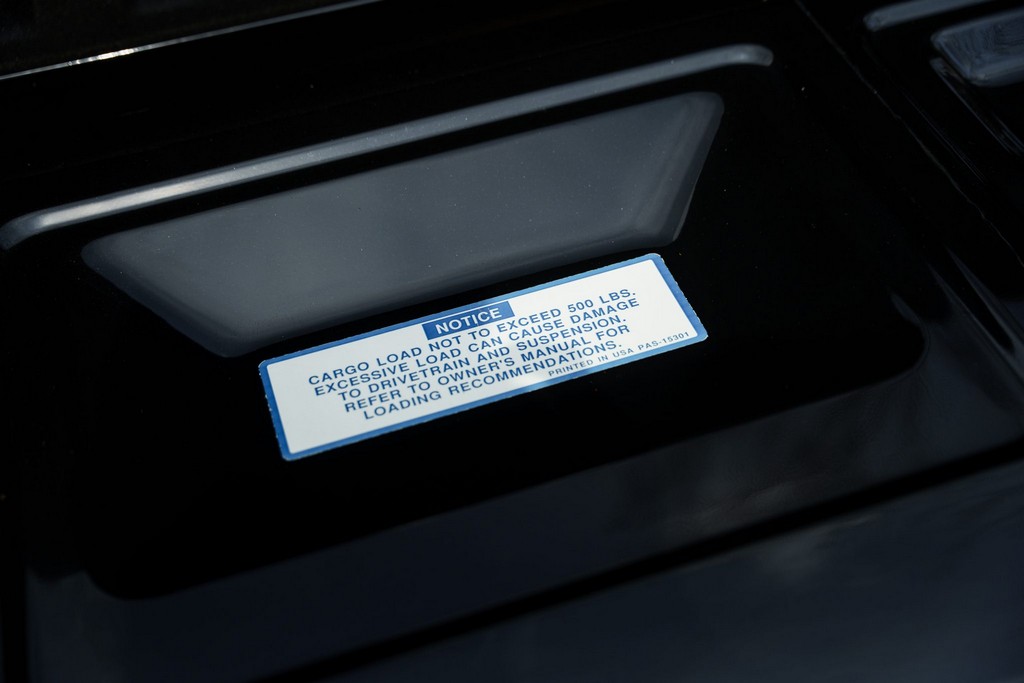 NOTICE
CARGO LOAD NOT TO EXCEED 500 LBS.
EXCESSIVE LOAD CAN CAUSE DAMAGE
TO DRIVETRAIN AND SUSPENSION.
REFER TO OWNER'S MANUAL FOR
LOADING RECOMMENDATIONS.
PRINTED IN USA PAS-15301